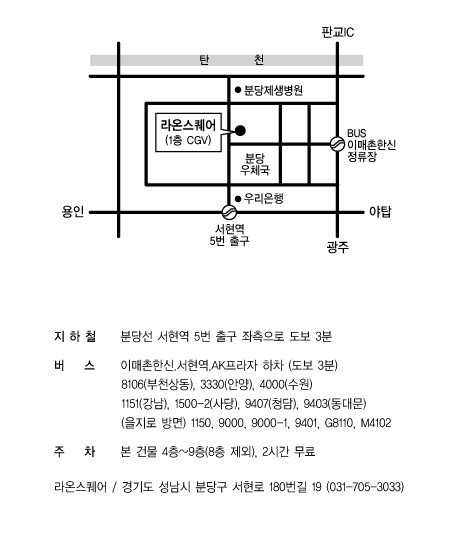 판교IC
탄 천
분당제생병원
라온스퀘어
(1층 CGV)
BUS
이매촌한신
정류장
분당
우체국
우리은행
용인
야탑
서현역
5번 출구
광주
지 하 철 분당선 서현역 5번 출구 좌측으로 도보 3분
버 스 이매촌한신,서현역,AK프라자 하차 (도보 3분)
8106(부천상동), 3330(안양), 4000(수원)
1151(강남), 1500-2(사당), 9407(청담), 9403(동대문)
(을지로 방면) 1150, 9000, 9000-1, 9401, G8110, M4102
주 차 본 건물 4층~9층(8층 제외), 2시간 무료
라온스퀘어 / 경기도 성남시 분당구 서현로 180번길 19 (031-705-3033)